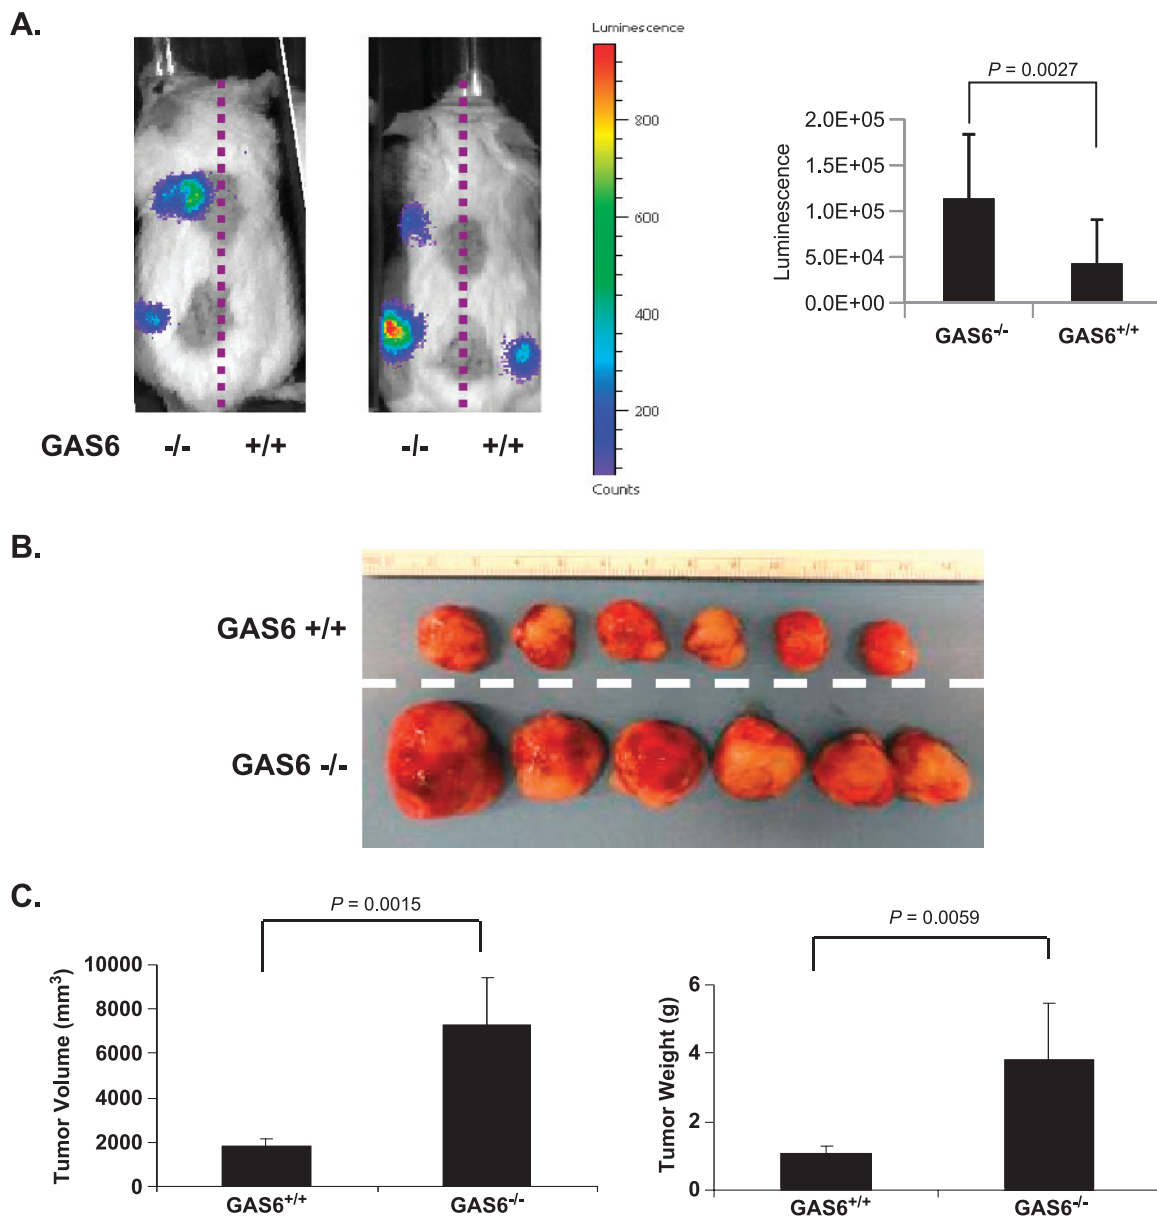 A.
Luminescence
800
600
400
200
Counts
GAS6 -/- +/+ -/- +/+
P = 0.0027
2.0E+05
1.5E+05
1.0E+05
5.0E+04
0.0E+00
Luminescence
GAS6-/- GAS6+/+
B.
GAS6 +/+
GAS6 -/-
C.
P = 0.0015
10000
8000
6000
4000
2000
0
Tumor Volume (mm3)
GAS6+/+ GAS6-/-
P = 0.0059
6
4
2
0
Tumor Weight (g)
GAS6+/+ GAS6-/-